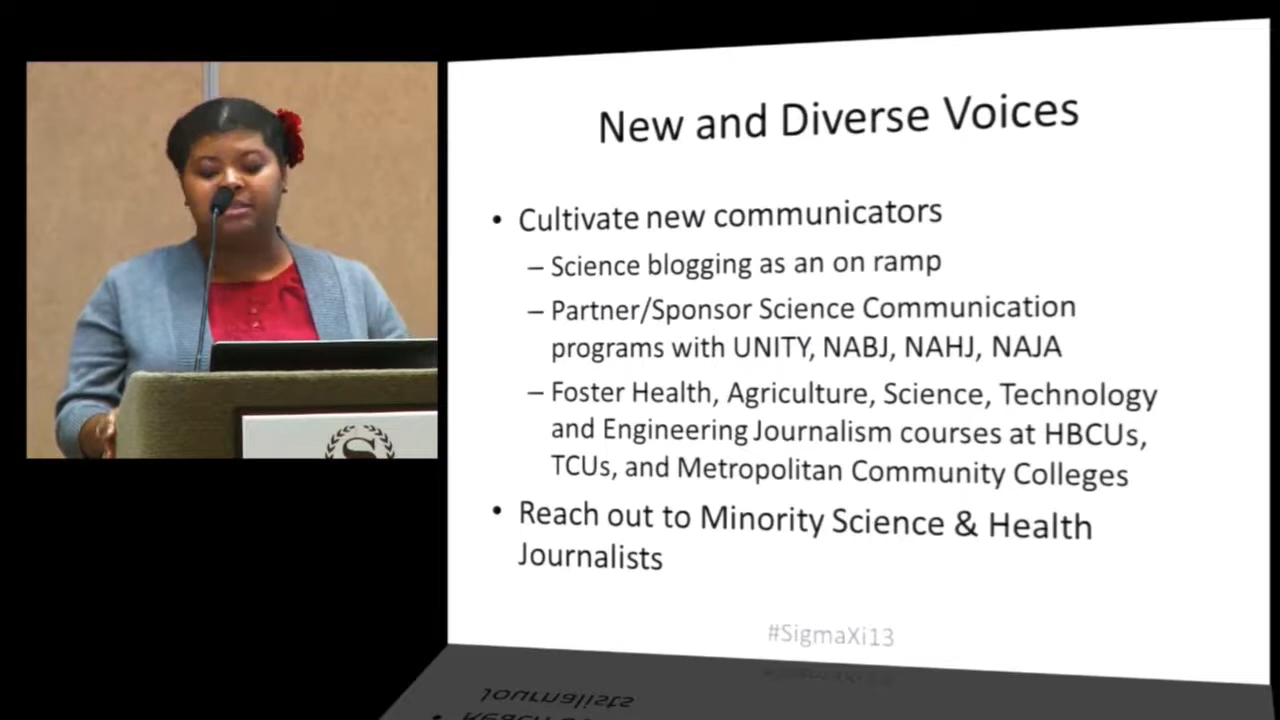 New and Diverse Voices
• Cultivate new communicators
– Science blogging as an on ramp
– Partner/Sponsor Science Communication
programs with UNITY, NABJ, NAHJ, NAJA
– Foster Health, Agriculture, Science, Technology
and Engineering Journalism courses at HBCUs,
TCUs, and Metropolitan Community Colleges
• Reach out to Minority Science & Health
Journalists
#SigmaXi13
S
Journalists